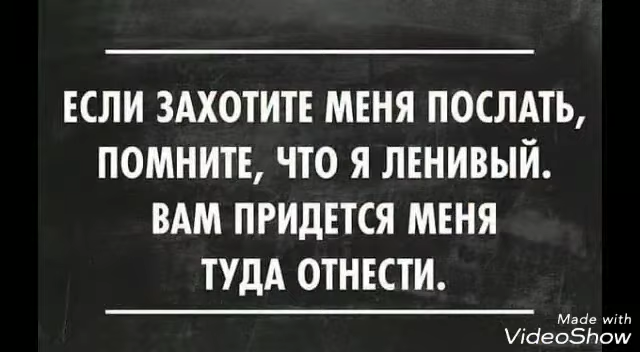 ЕСЛИ ЗАХОТИТЕ МЕНЯ ПОСЛАТЬ,
ПОМНИТЕ, ЧТО Я ЛЕНИВЫЙ.
ВАМ ПРИДЕТСЯ МЕНЯ
ТУДА ОТНЕСТИ.
Made with
VideoShow